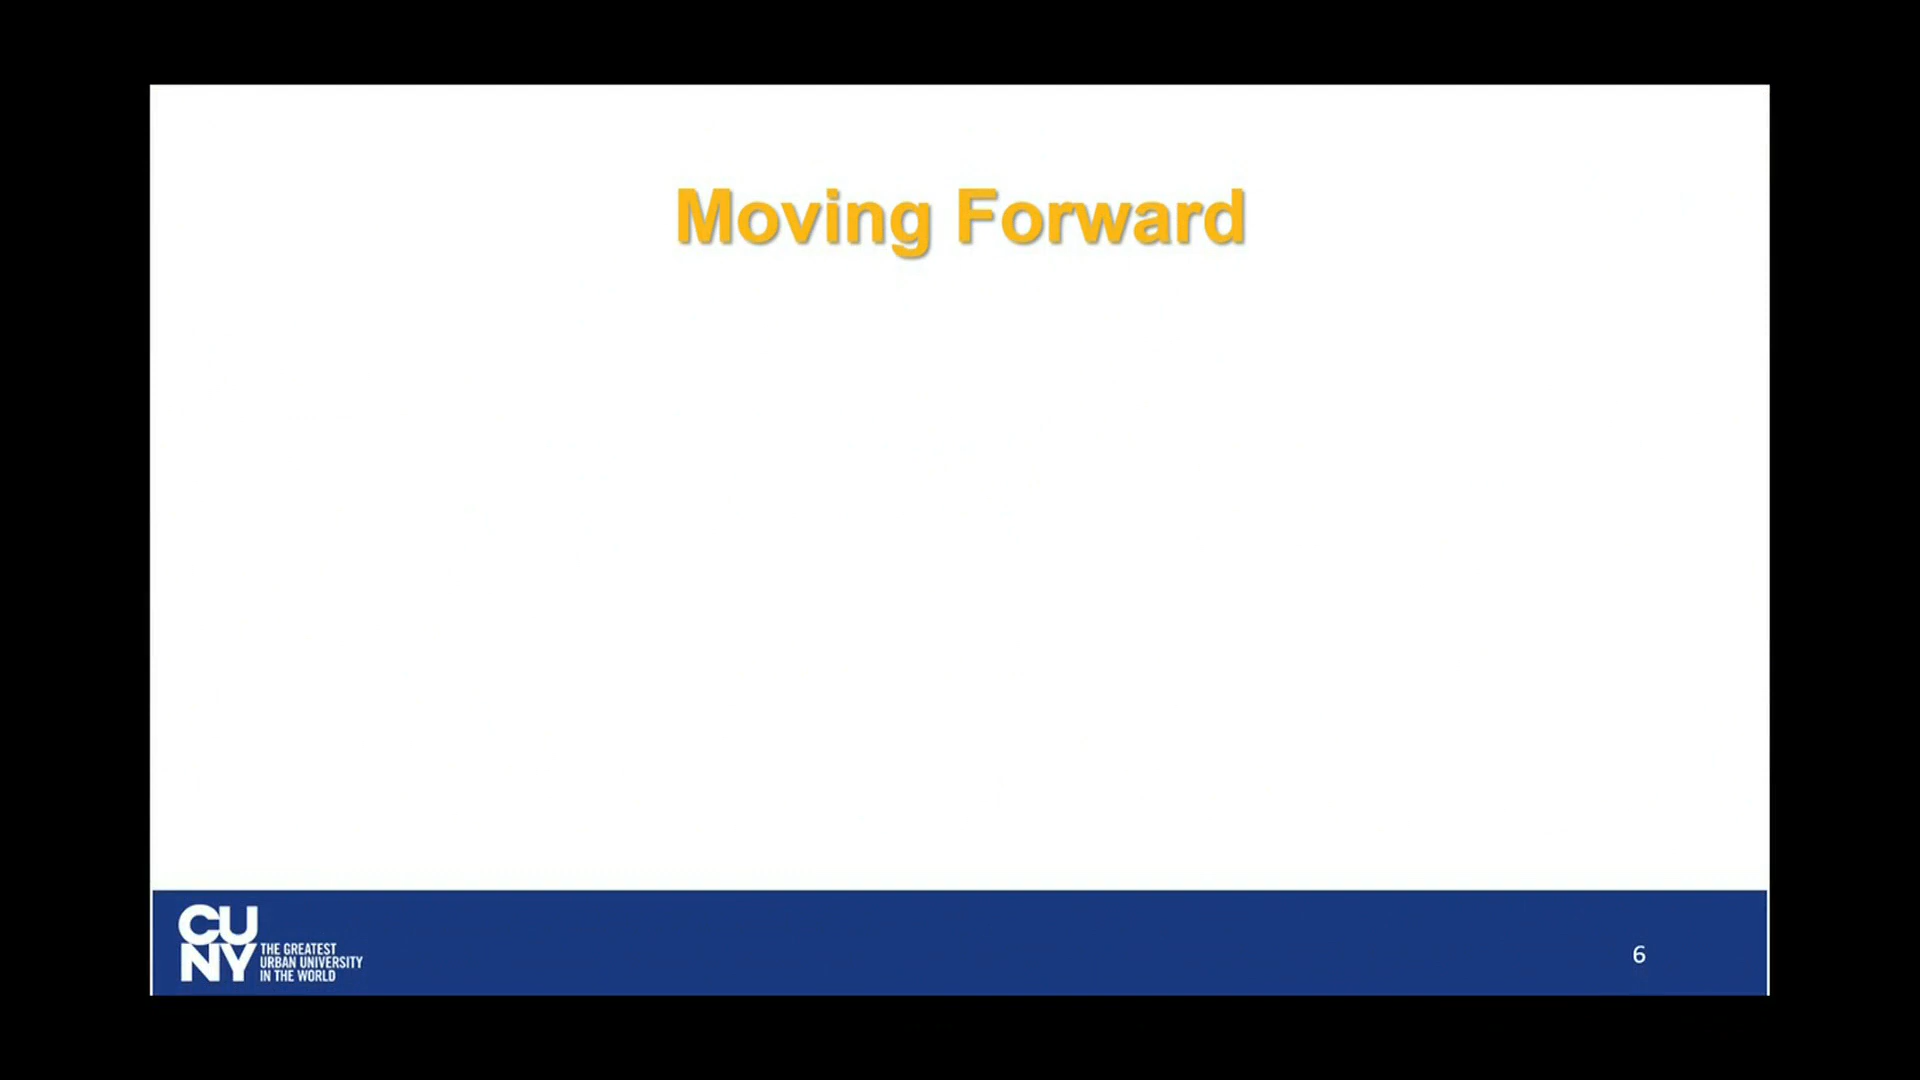 Moving Forward
CU
NY
THE GREATEST
URBAN UNIVERSITY
IN THE WORLD
6